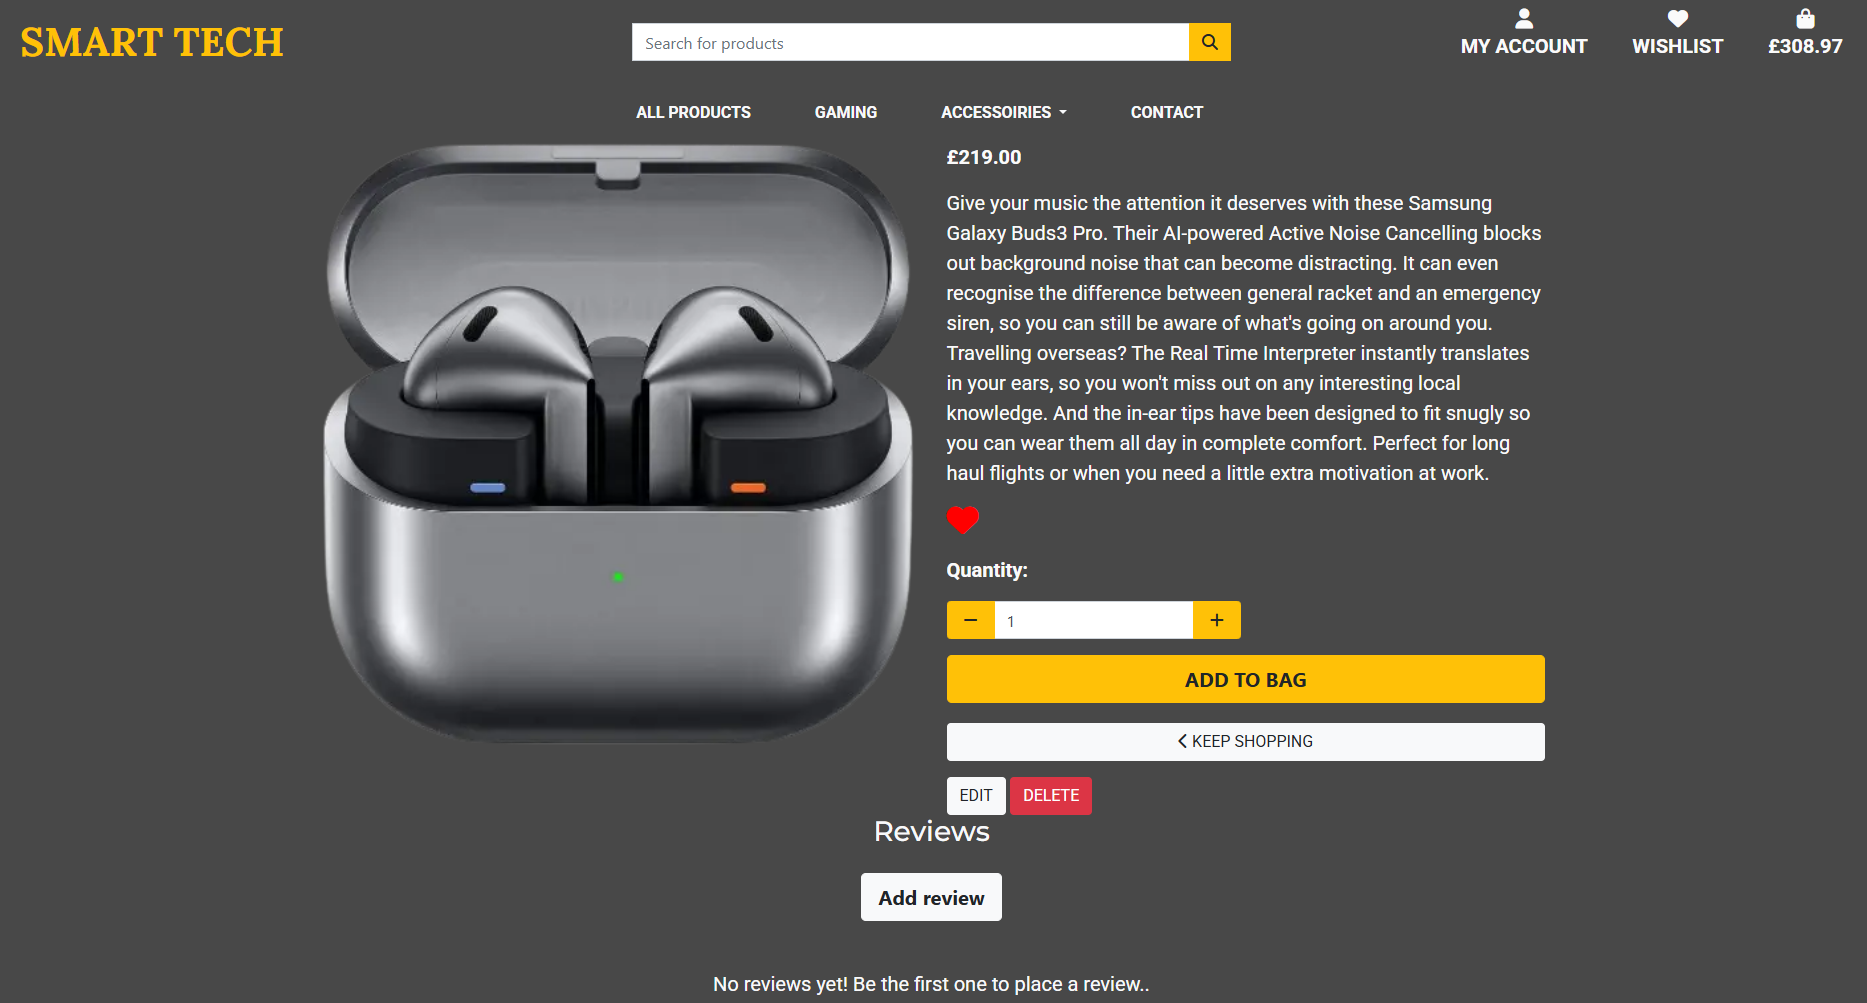 SMART TECH
Search for products
MY ACCOUNT
WISHLIST
£308.97
ALL PRODUCTS
GAMING
ACCESSOIRIES
CONTACT
£219.00
Give your music the attention it deserves with these Samsung
Galaxy Buds3 Pro. Their AI-powered Active Noise Cancelling blocks
out background noise that can become distracting. It can even
recognise the difference between general racket and an emergency
siren, so you can still be aware of what's going on around you.
Travelling overseas? The Real Time Interpreter instantly translates
in your ears, so you won't miss out on any interesting local
knowledge. And the in-ear tips have been designed to fit snugly so
you can wear them all day in complete comfort. Perfect for long
haul flights or when you need a little extra motivation at work.
Quantity:
1
ADD TO BAG
KEEP SHOPPING
EDIT
DELETE
Reviews
Add review
No reviews yet! Be the first one to place a review..